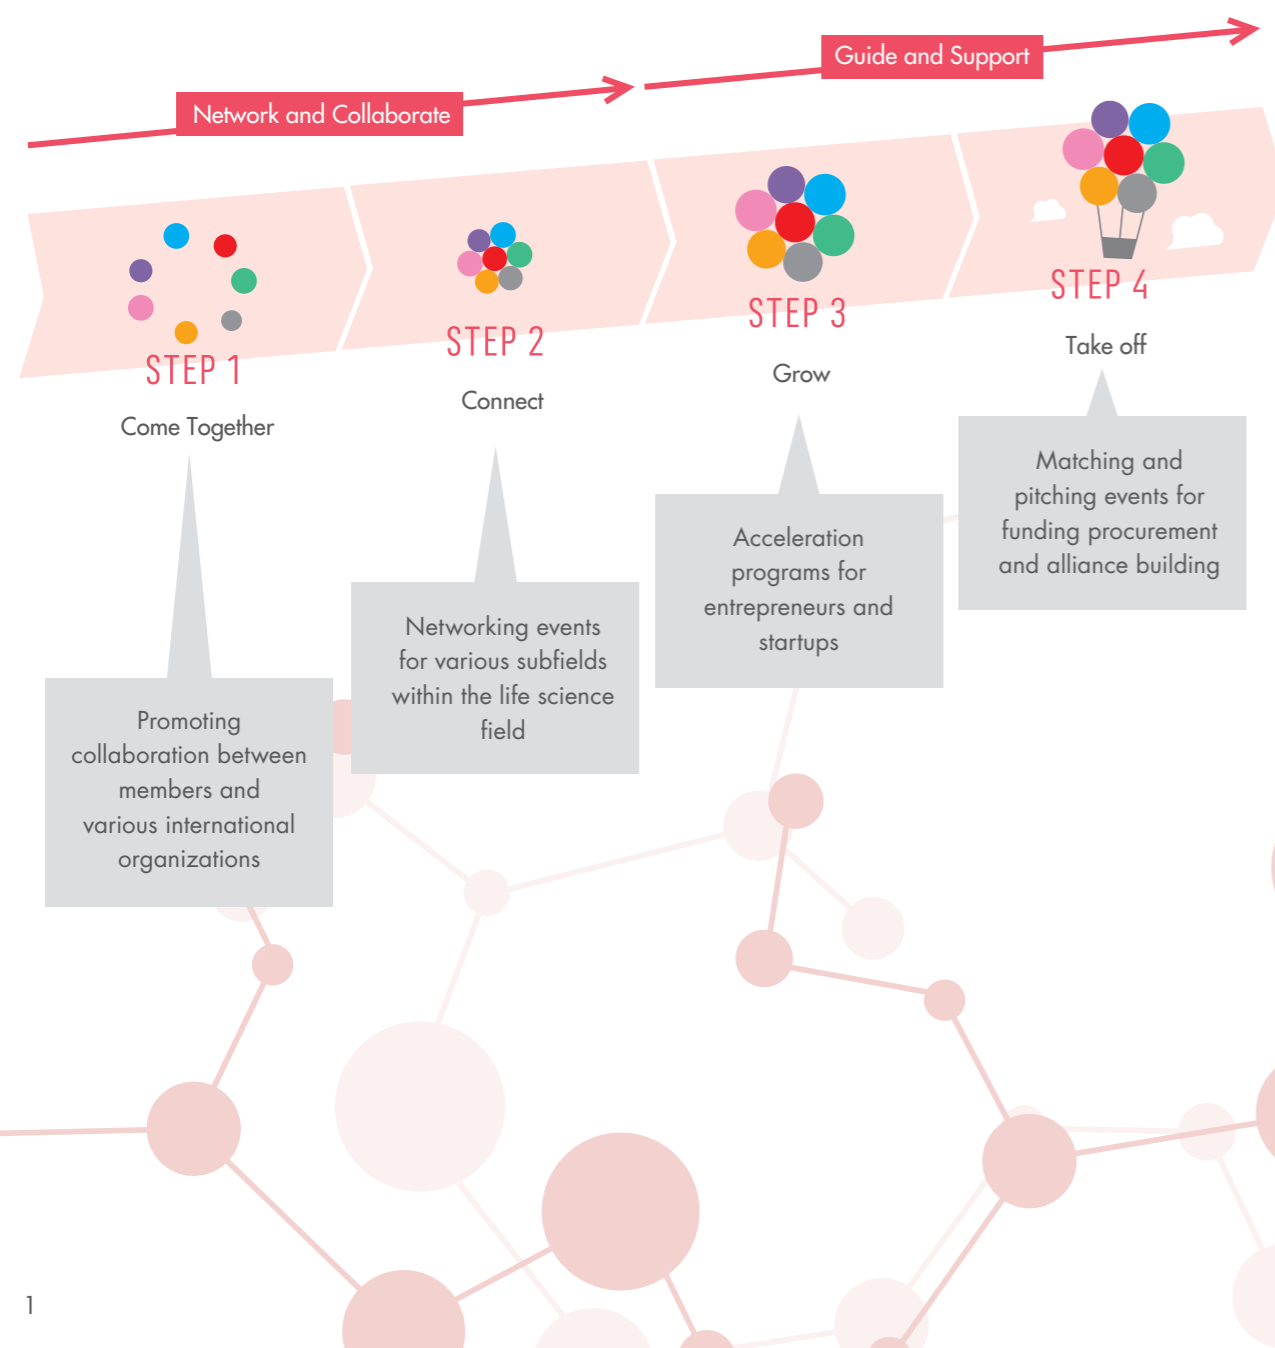 Guide and Support
Network and Collaborate
STEP 1
Come Together
Promoting
collaboration between
members and
various international
organizations
STEP 2
Connect
Networking events
for various subfields
within the life science
field
STEP 3
Grow
Acceleration
programs for
entrepreneurs and
startups
STEP 4
Take off
Matching and
pitching events for
funding procurement
and alliance building
1